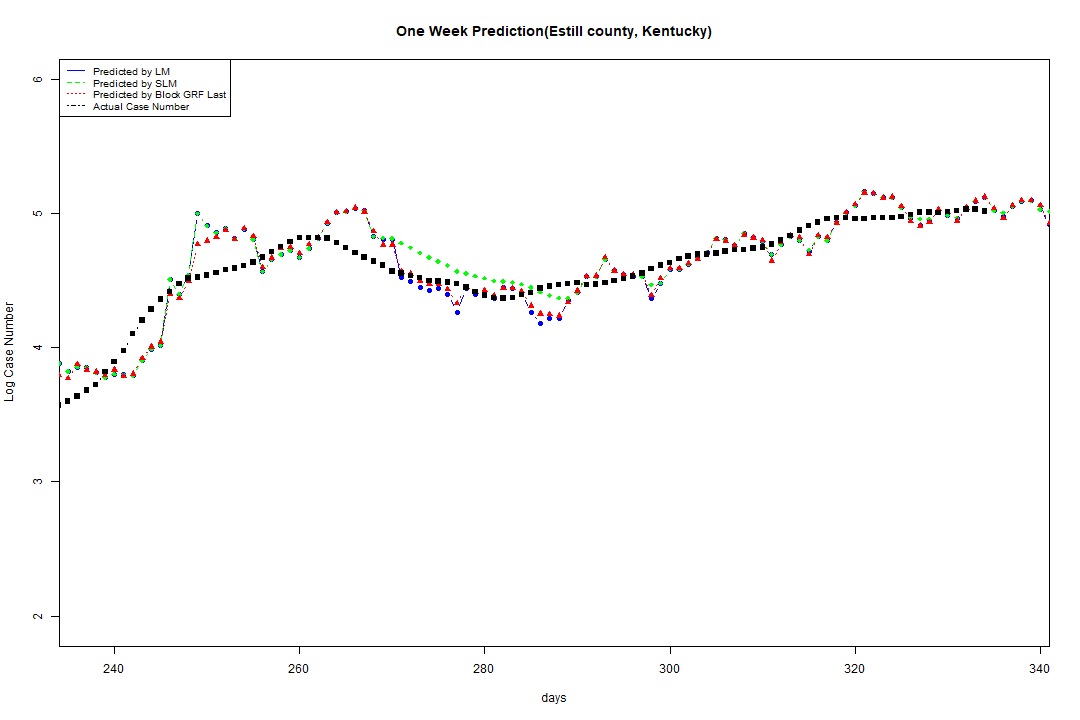 One Week Prediction(Estill county, Kentucky)
Predicted by LM
Predicted by SLM
Predicted by Block GRF Last
Actual Case Number
6
5
4
3
2
Log Case Number
240 260 280 300 320 340
days